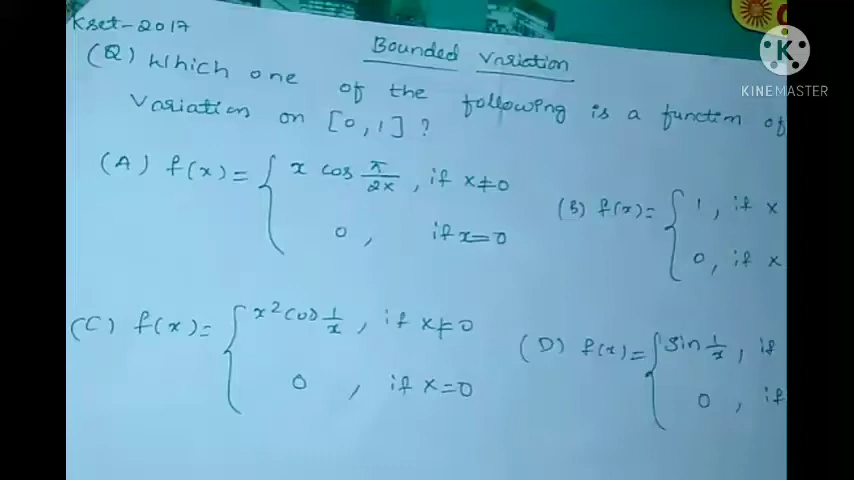 Kset-2017
Bounded Variation
(Q) Which one of the following is a function of
Variation on [0,1]?
(A) f(x) = { x cos π/2x, if x≠0
0, if x=0
(B) f(x) = { 1, if x
0, if x
(C) f(x) = { x² cos 1/x, if x≠0
0, if x=0
(D) f(x) = { sin 1/x, if
0, if
K
KINEMASTER